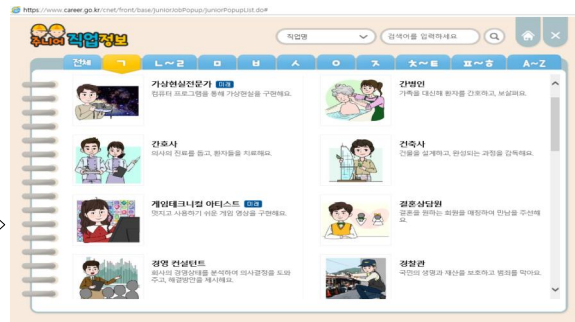 https://www.career.go.kr/cnet/front/base/juniorJobPopup/juniorPopupList.do#
주니어 직업정보
직업명
검색어를 입력하세요
전체 ㄱ ㄴ~ㄹ ㅁ ㅂ ㅅ ㅇ ㅈ ㅊ~ㅌ ㅍ~ㅎ A~Z
가상현실전문가 미래
컴퓨터 프로그램을 통해 가상현실을 구현해요.
간병인
가족을 대신해 환자를 간호하고, 보살펴요.
간호사
의사의 진료를 돕고, 환자들을 치료해요.
건축사
건물을 설계하고, 완성되는 과정을 감독해요.
게임테크니컬 아티스트 미래
멋지고 사용하기 쉬운 게임 영상을 구현해요.
결혼상담원
결혼을 원하는 회원을 매칭하여 만남을 주선해
요.
경영 컨설턴트
회사의 경영상태를 분석하여 의사결정을 도와
주고, 해결방안을 제시해요.
경찰관
국민의 생명과 재산을 보호하고 범죄를 막아요.